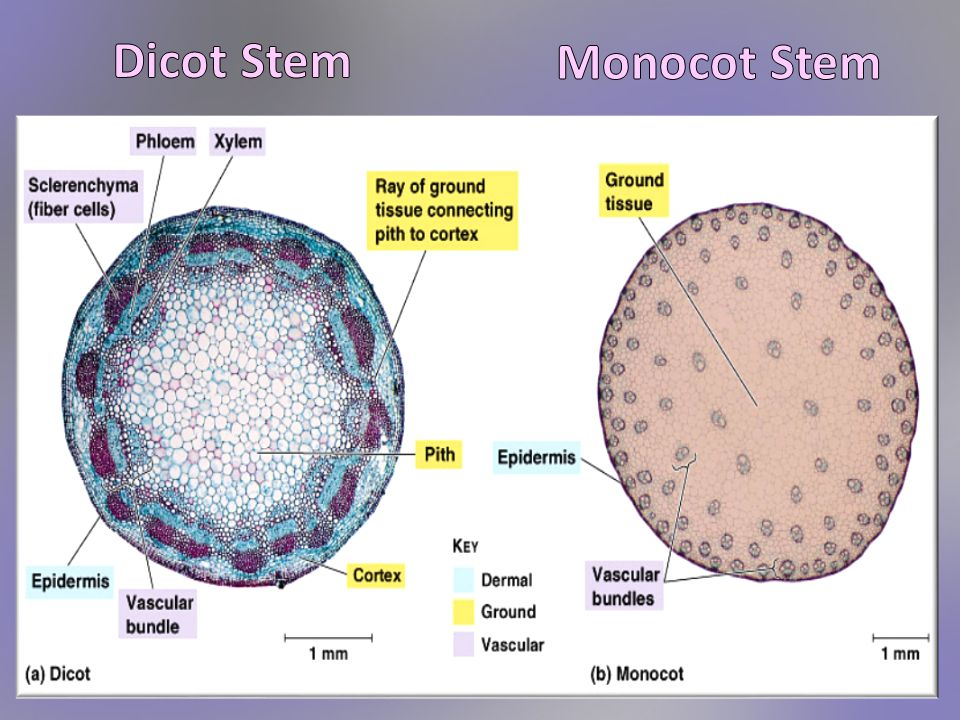 Dicot Stem
Monocot Stem
Phloem
Xylem
Sclerenchyma
(fiber cells)
Ray of ground
tissue connecting
pith to cortex
Ground
tissue
Pith
Epidermis
KEY
Dermal
Ground
Vascular
Epidermis
Vascular
bundle
Cortex
1 mm
(a) Dicot
Vascular
bundles
1 mm
(b) Monocot